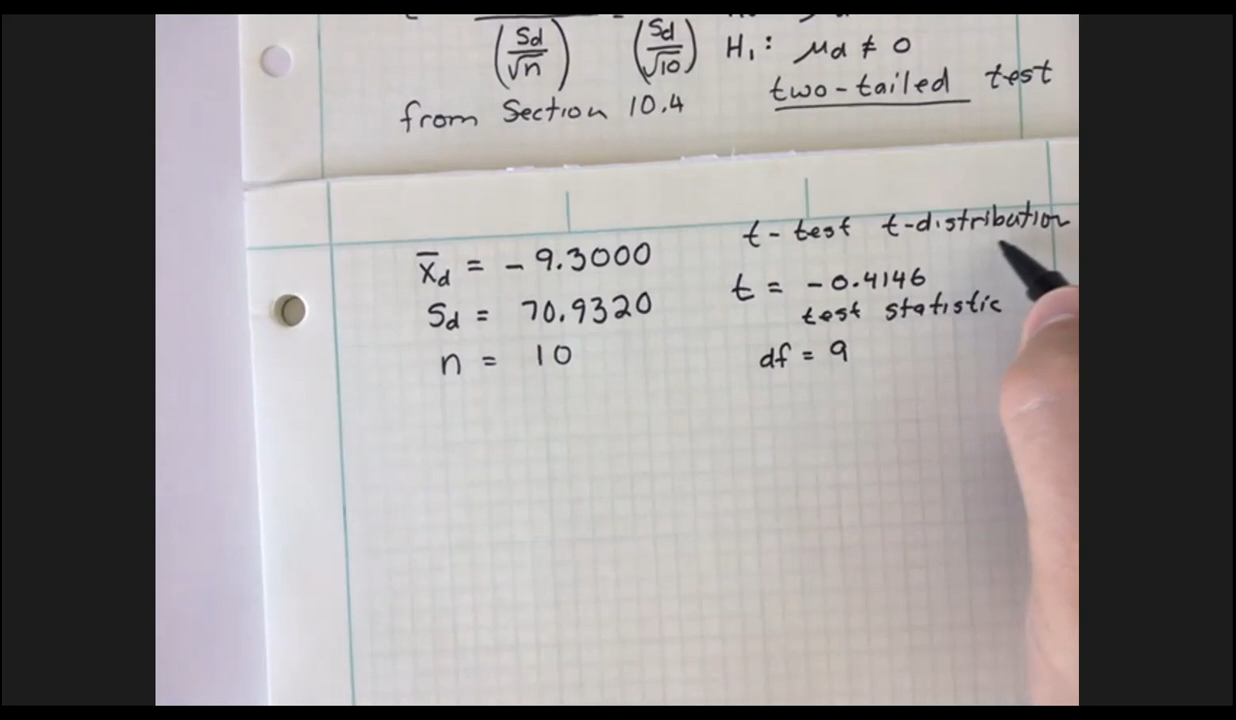 (Sd/√n) (Sd/√10) H₁: μd ≠ 0
from Section 10.4 two-tailed test
t-test t-distribution
x̄d = -9.3000
t = -0.4146
test statistic
Sd = 70.9320
n = 10
df = 9